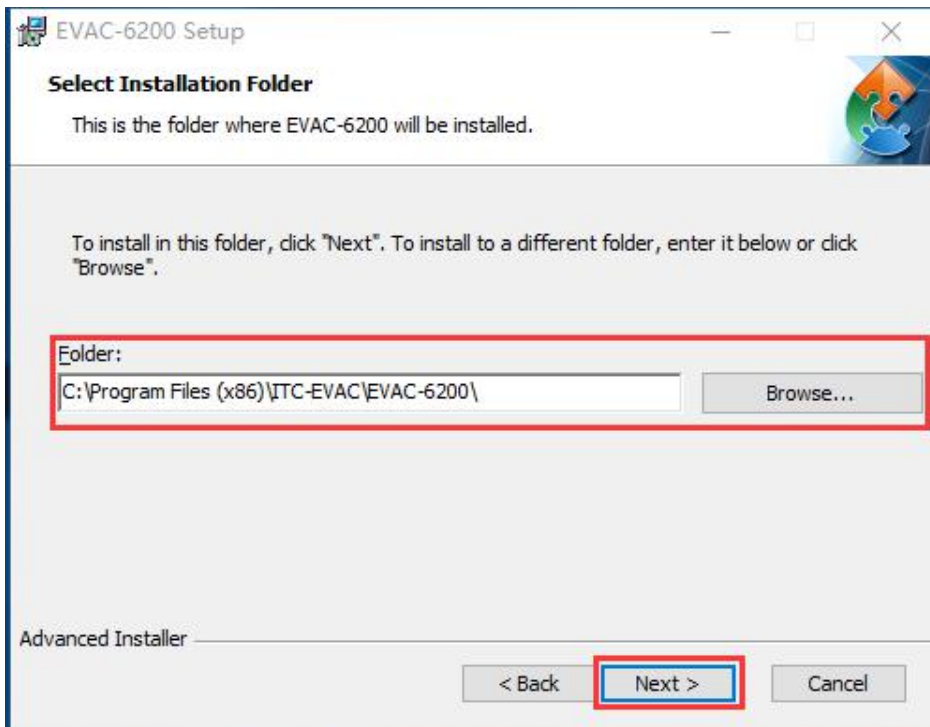 EVAC-6200 Setup
Select Installation Folder
This is the folder where EVAC-6200 will be installed.
To install in this folder, click "Next". To install to a different folder, enter it below or click
"Browse".
Folder:
C:\Program Files (x86)\ITC-EVAC\EVAC-6200\
Browse...
Advanced Installer
< Back
Next >
Cancel